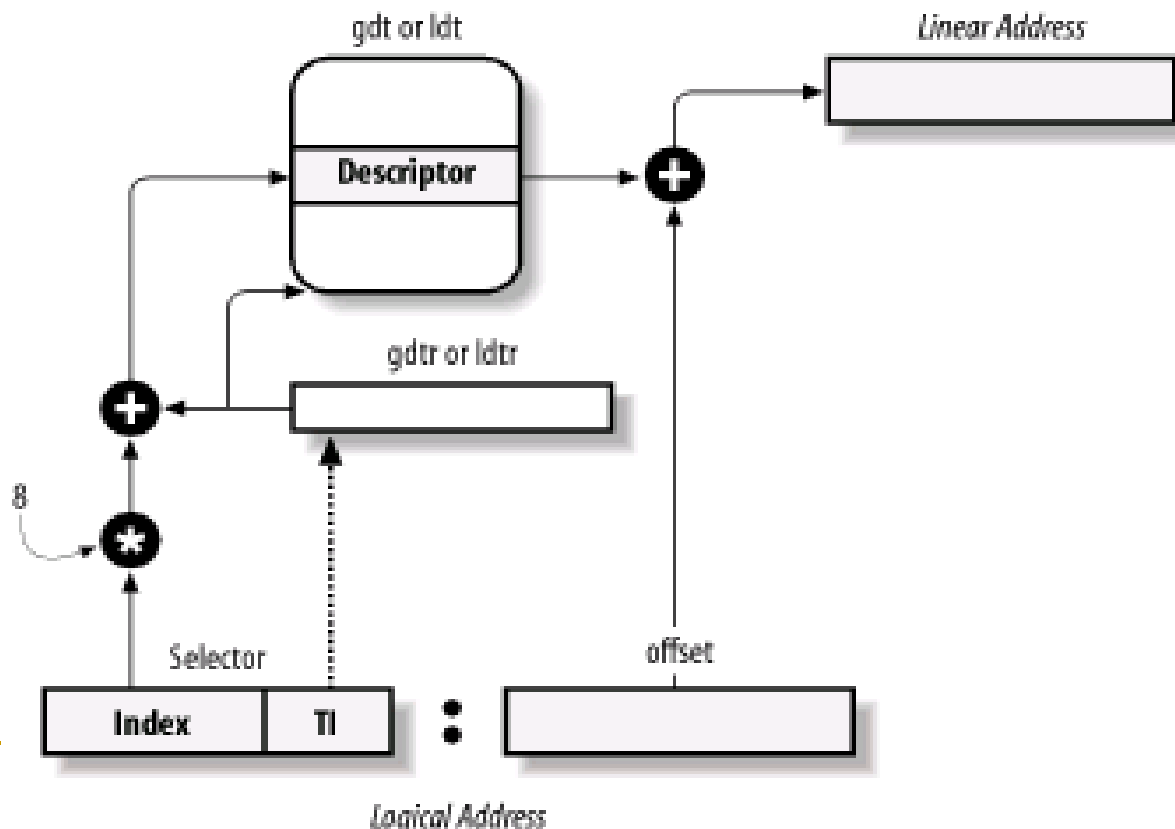 gdt or ldt
Linear Address
Descriptor
gdtr or ldtr
8
Selector
offset
Index
TI
:
Logical Address